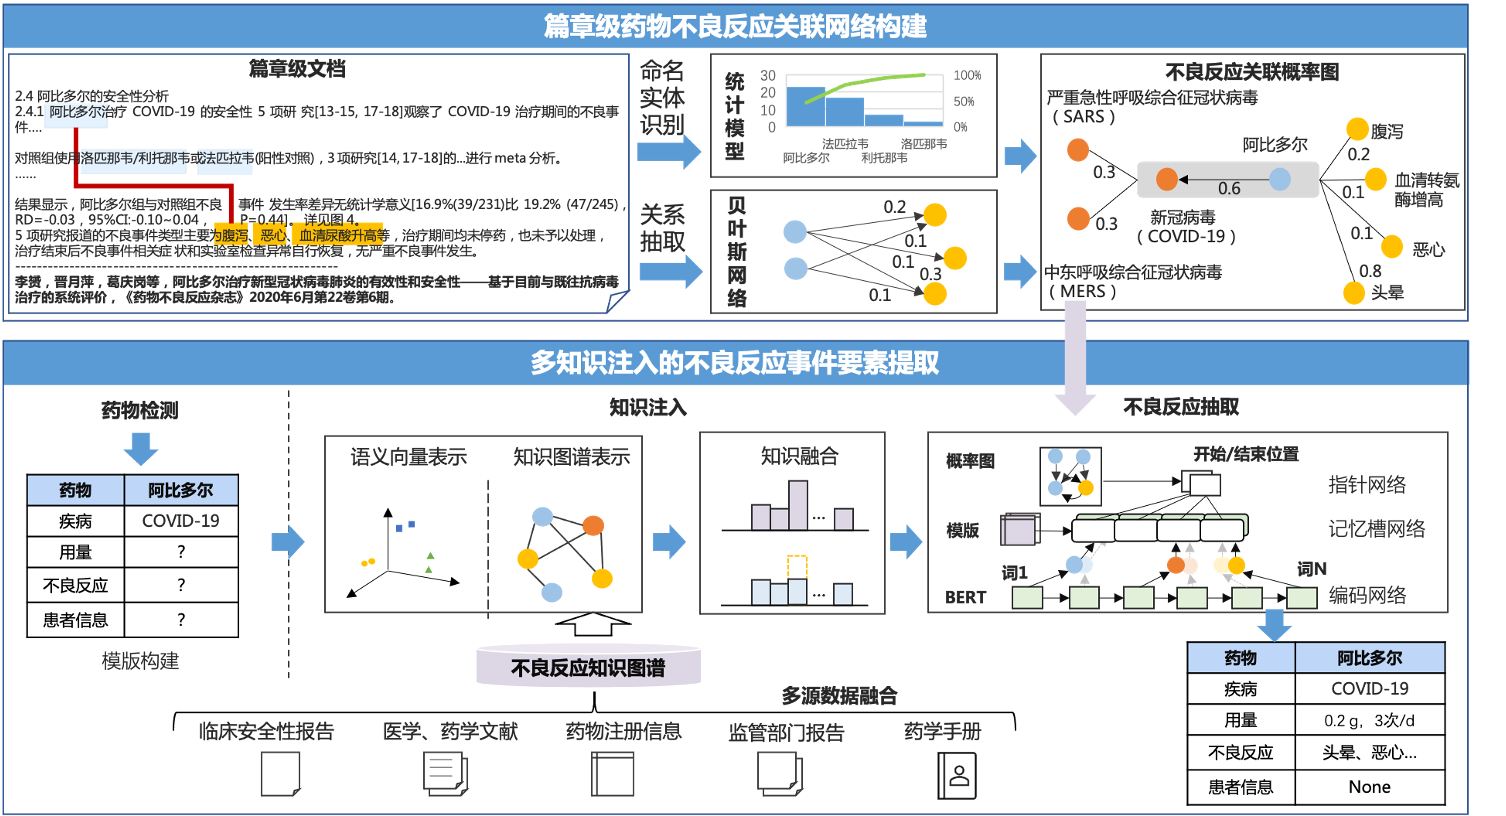 篇章级药物不良反应关联网络构建
篇章级文档
2.4 阿比多尔的安全性分析
2.4.1 阿比多尔治疗 COVID-19 的安全性 5 项研 究[13-15, 17-18]观察了 COVID-19 治疗期间的不良事
件....
对照组使用洛匹那韦/利托那韦或法匹拉韦(阳性对照)，3项研究[14,17-18]的...进行 meta 分析。
......
结果显示，阿比多尔组与对照组不良 事件 发生率差异无统计学意义[16.9%(39/231)比 19.2% (47/245)，
RD=-0.03，95%CI:-0.10~0.04， P=0.44]。 详见图 4。
5 项研究报道的不良事件类型主要为腹泻、恶心、血清尿酸升高等，治疗期间均未停药，也未予以处理，
治疗结束后不良事件相关症 状和实验室检查异常自行恢复，无严重不良事件发生。
李赟，晋月萍，葛庆岗等，阿比多尔治疗新型冠状病毒肺炎的有效性和安全性——基于目前与既往抗病毒
治疗的系统评价，《药物不良反应杂志》2020年6月第22卷第6期。
命名
实体
识别
关系
抽取
统计模型
30
20
10
0
100%
50%
0%
阿比多尔
法匹拉韦
利托那韦
洛匹那韦
贝叶斯网络
0.2
0.1
0.1
0.3
0.1
不良反应关联概率图
严重急性呼吸综合征冠状病毒
（SARS）
阿比多尔
0.3
0.3
0.6
新冠病毒
（COVID-19）
中东呼吸综合征冠状病毒
（MERS）
腹泻
0.2
血清转氨
酶增高
0.1
0.1
恶心
0.8
头晕
多知识注入的不良反应事件要素提取
药物检测
药物 阿比多尔
疾病 COVID-19
用量 ？
不良反应 ？
患者信息 ？
模版构建
知识注入
语义向量表示
知识图谱表示
知识融合
...
...
不良反应知识图谱
多源数据融合
临床安全性报告
医学、药学文献
药物注册信息
监管部门报告
药学手册
不良反应抽取
概率图
开始/结束位置
指针网络
模版
记忆槽网络
词1
词N
BERT
编码网络
药物 阿比多尔
疾病 COVID-19
用量 0.2 g，3次/d
不良反应 头晕、恶心...
患者信息 None